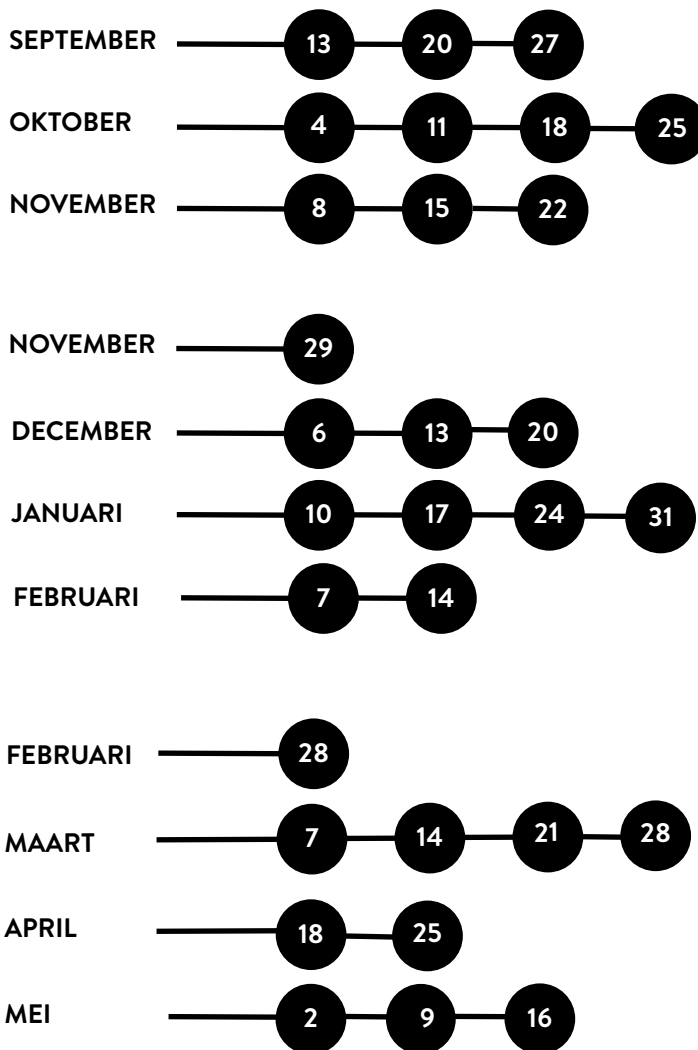 SEPTEMBER 13 20 27
OKTOBER 4 11 18 25
NOVEMBER 8 15 22
NOVEMBER 29
DECEMBER 6 13 20
JANUARI 10 17 24 31
FEBRUARI 7 14
FEBRUARI 28
MAART 7 14 21 28
APRIL 18 25
MEI 2 9 16